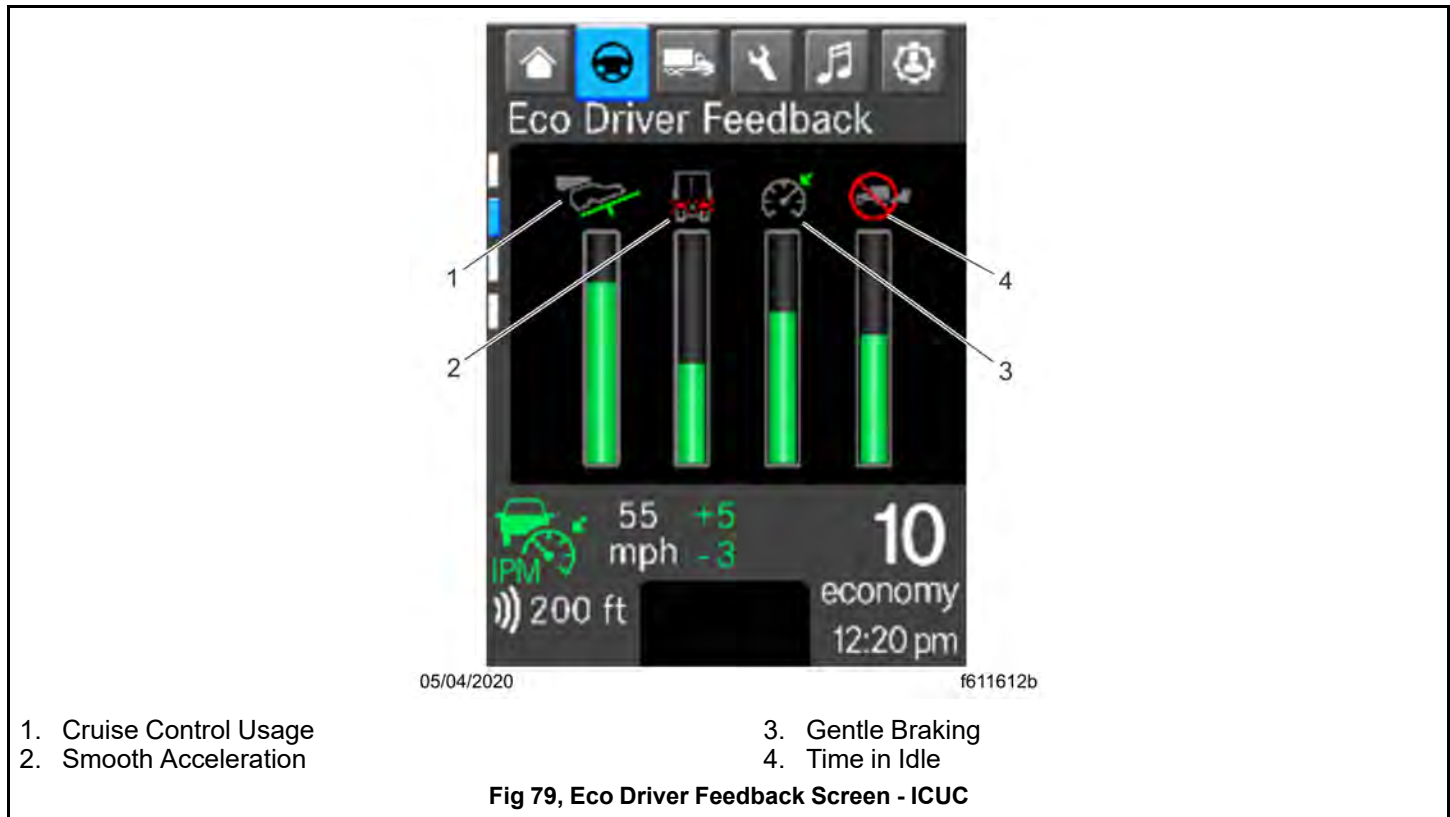 Eco Driver Feedback
1
2
3
4
55 +5
mph -3
IPM
200 ft
10
economy
12:20 pm
05/04/2020
f611612b
1. Cruise Control Usage
2. Smooth Acceleration
3. Gentle Braking
4. Time in Idle
Fig 79, Eco Driver Feedback Screen - ICUC